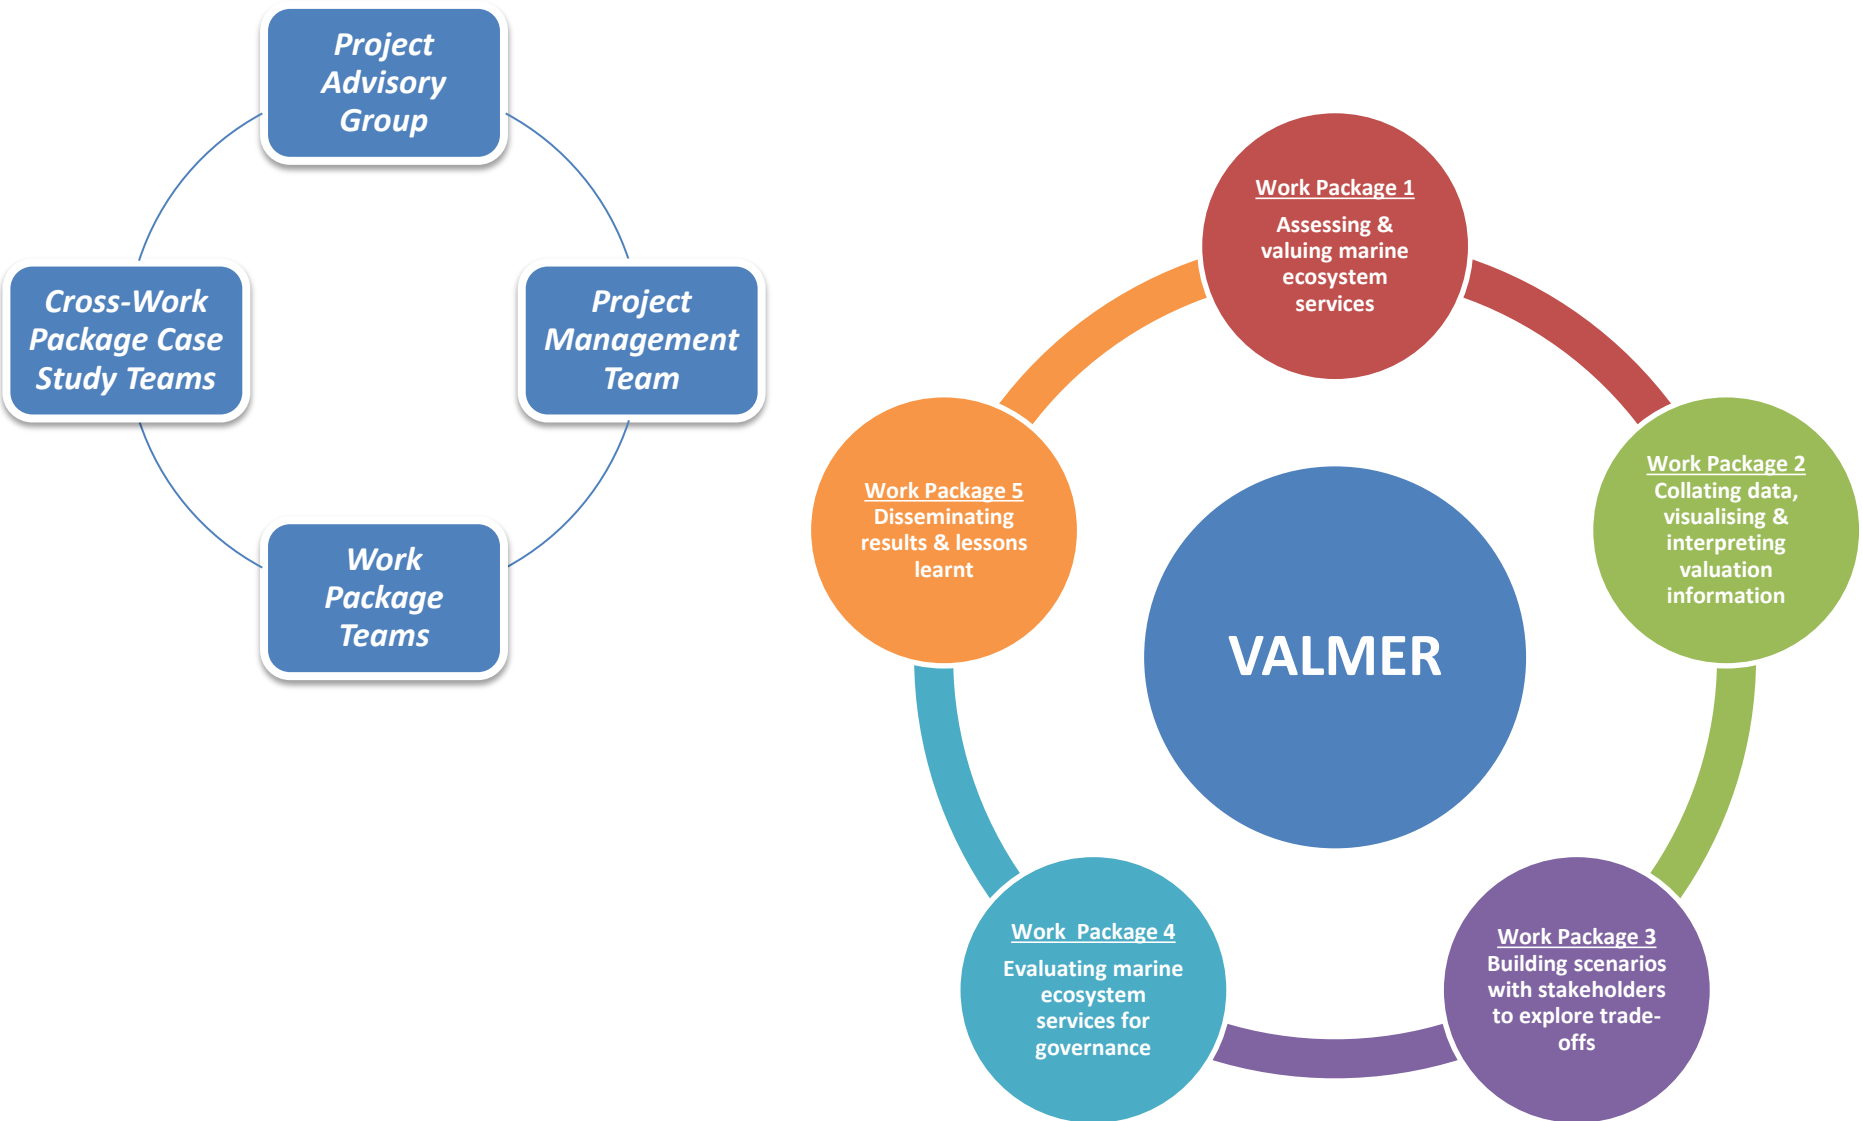 Project
Advisory
Group
Cross-Work
Package Case
Study Teams
Project
Management
Team
Work
Package
Teams
Work Package 1
Assessing &
valuing marine
ecosystem
services
Work Package 2
Collating data,
visualising &
interpreting
valuation
information
Work Package 5
Disseminating
results & lessons
learnt
VALMER
Work Package 4
Evaluating marine
ecosystem
services for
governance
Work Package 3
Building scenarios
with stakeholders
to explore trade-
offs